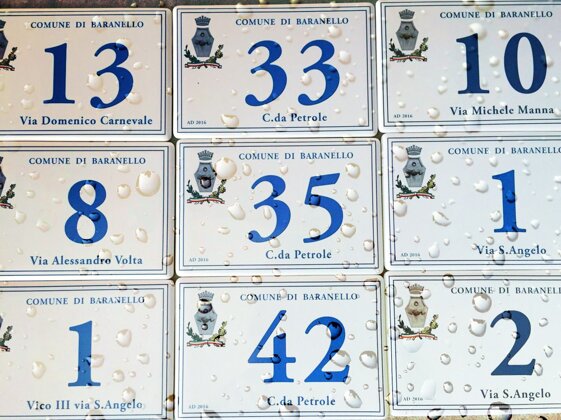 COMUNE DI BARANELLO
13
Via Domenico Carnevale
COMUNE DI BARANELLO
33
AD 2016
C.da Petrole
COMUNE DI BARANELLO
10
AD 2016
Via Michele Manna
COMUNE DI BARANELLO
8
Via Alessandro Volta
COMUNE DI BARANELLO
35
AD 2016
C.da Petrole
COMUNE DI BARANELLO
1
AD 2016
Via S.Angelo
COMUNE DI BARANELLO
1
Vico III via S.Angelo
COMUNE DI BARANELLO
42
AD 2016
C.da Petrole
COMUNE DI BARANELLO
2
AD 2016
Via S.Angelo